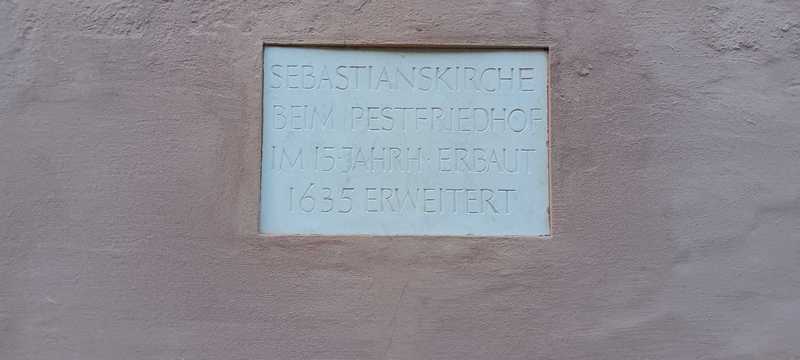 SEBASTIANSKIRCHE
BEIM PESTFRIEDHOF
IM 15·JAHRH· ERBAUT
1635 ERWEITERT